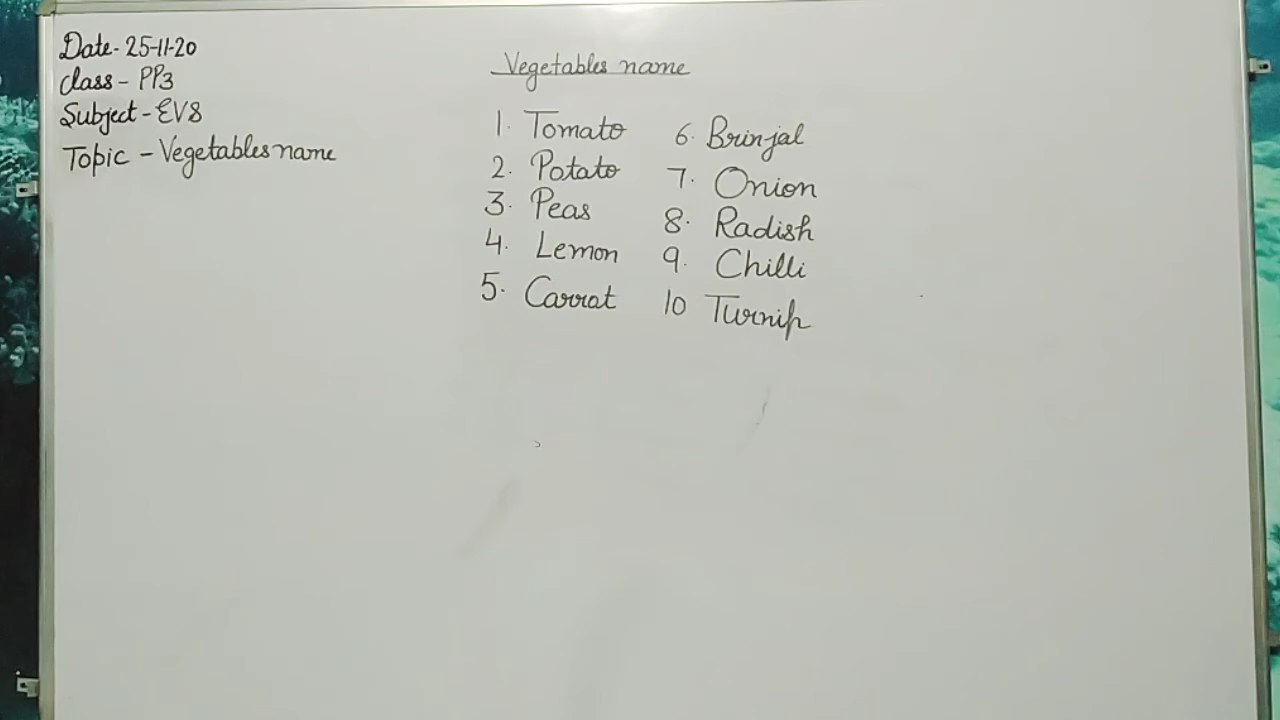 Date - 25-11-20
Class - PP3
Subject - EVS
Topic - Vegetables name
Vegetables name
1. Tomato
2. Potato
3. Peas
4. Lemon
5. Carrat
6. Brinjal
7. Onion
8. Radish
9. Chilli
10 Turnip